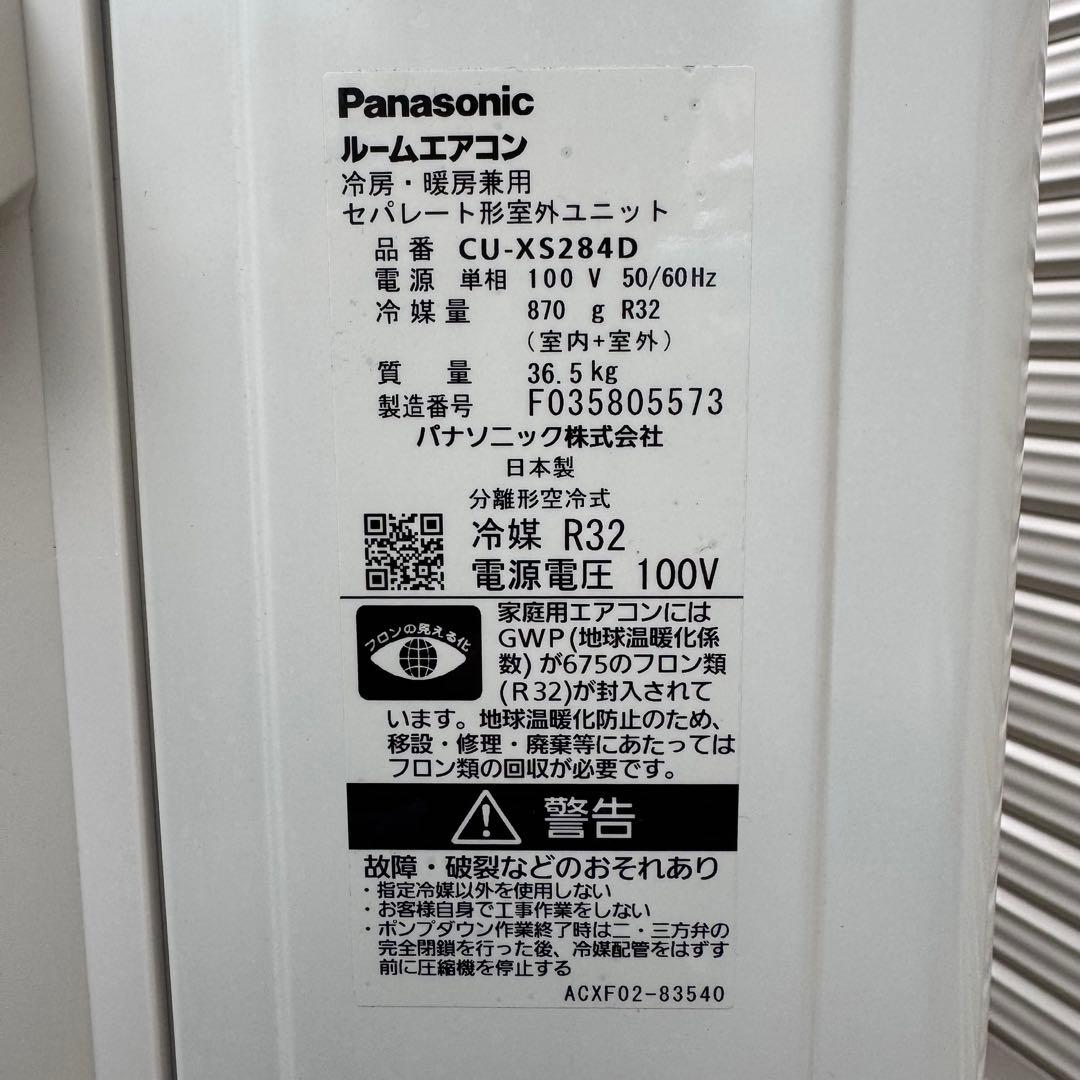 Panasonic
ルームエアコン
冷房・暖房兼用
セパレート形室外ユニット
品番 CU-XS284D
電源 単相 100 V 50/60Hz
冷媒量 870 g R32
(室内+室外)
質量 36.5kg
製造番号 F035805573
パナソニック株式会社
日本製
分離形空冷式
冷媒 R32
電源電圧 100V
フロンの見える化
家庭用エアコンには
GWP(地球温暖化係
数)が675のフロン類
(R32)が封入されて
います。地球温暖化防止のため、
移設・修理・廃棄等にあたっては
フロン類の回収が必要です。
警告
故障・破裂などのおそれあり
・指定冷媒以外を使用しない
・お客様自身で工事作業をしない
・ポンプダウン作業終了時は二・三方弁の
完全閉鎖を行った後、冷媒配管をはずす
前に圧縮機を停止する
ACXF02-83540